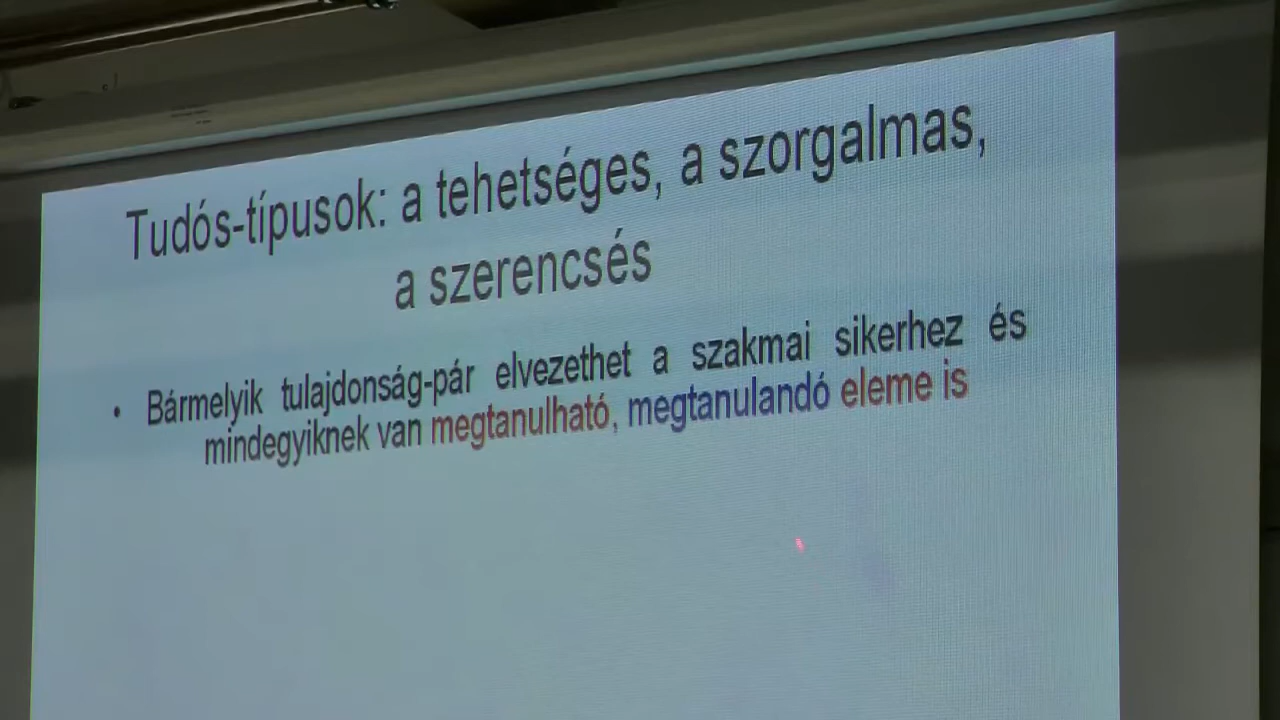 Tudós-típusok: a tehetséges, a szorgalmas,
a szerencsés
• Bármelyik tulajdonság-pár elvezethet a szakmai sikerhez és
mindegyiknek van megtanulható, megtanulandó eleme is